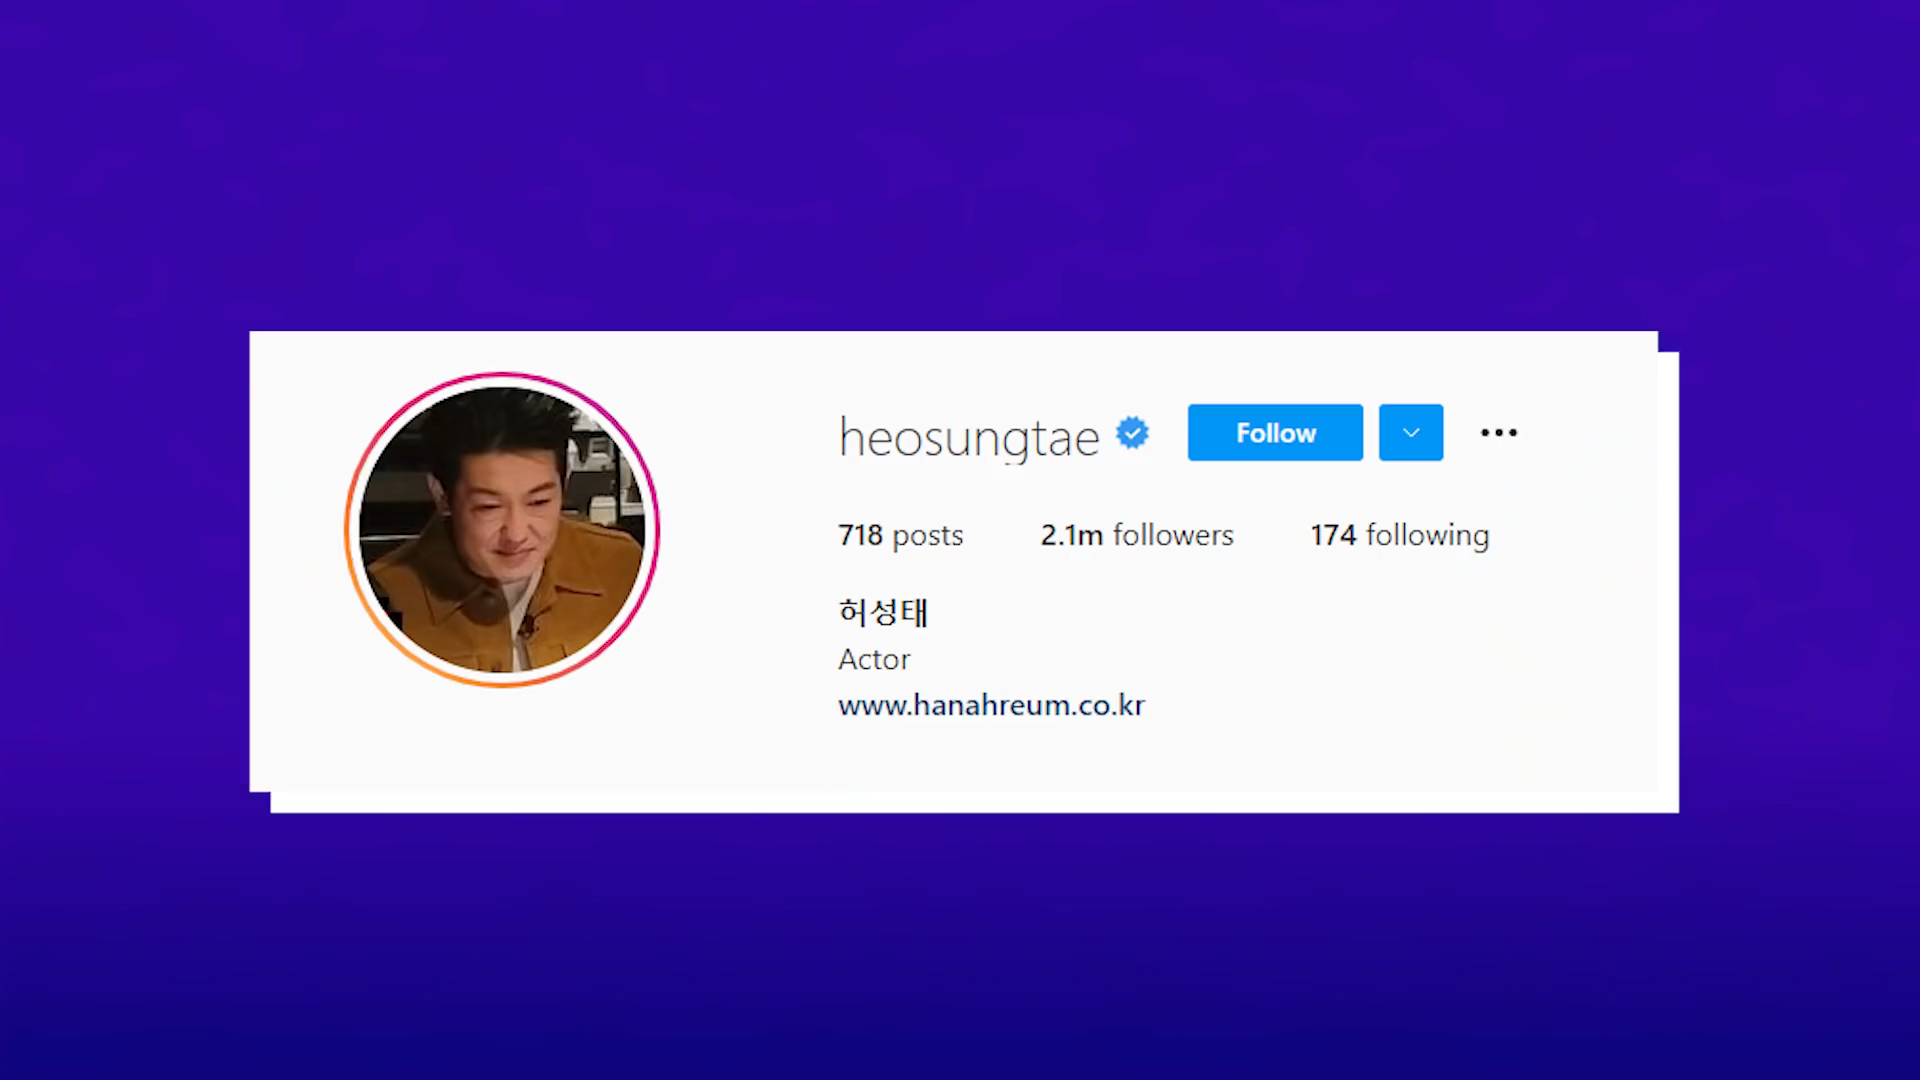 heosungtae Follow
718 posts 2.1m followers 174 following
허성태
Actor
www.hanahreum.co.kr